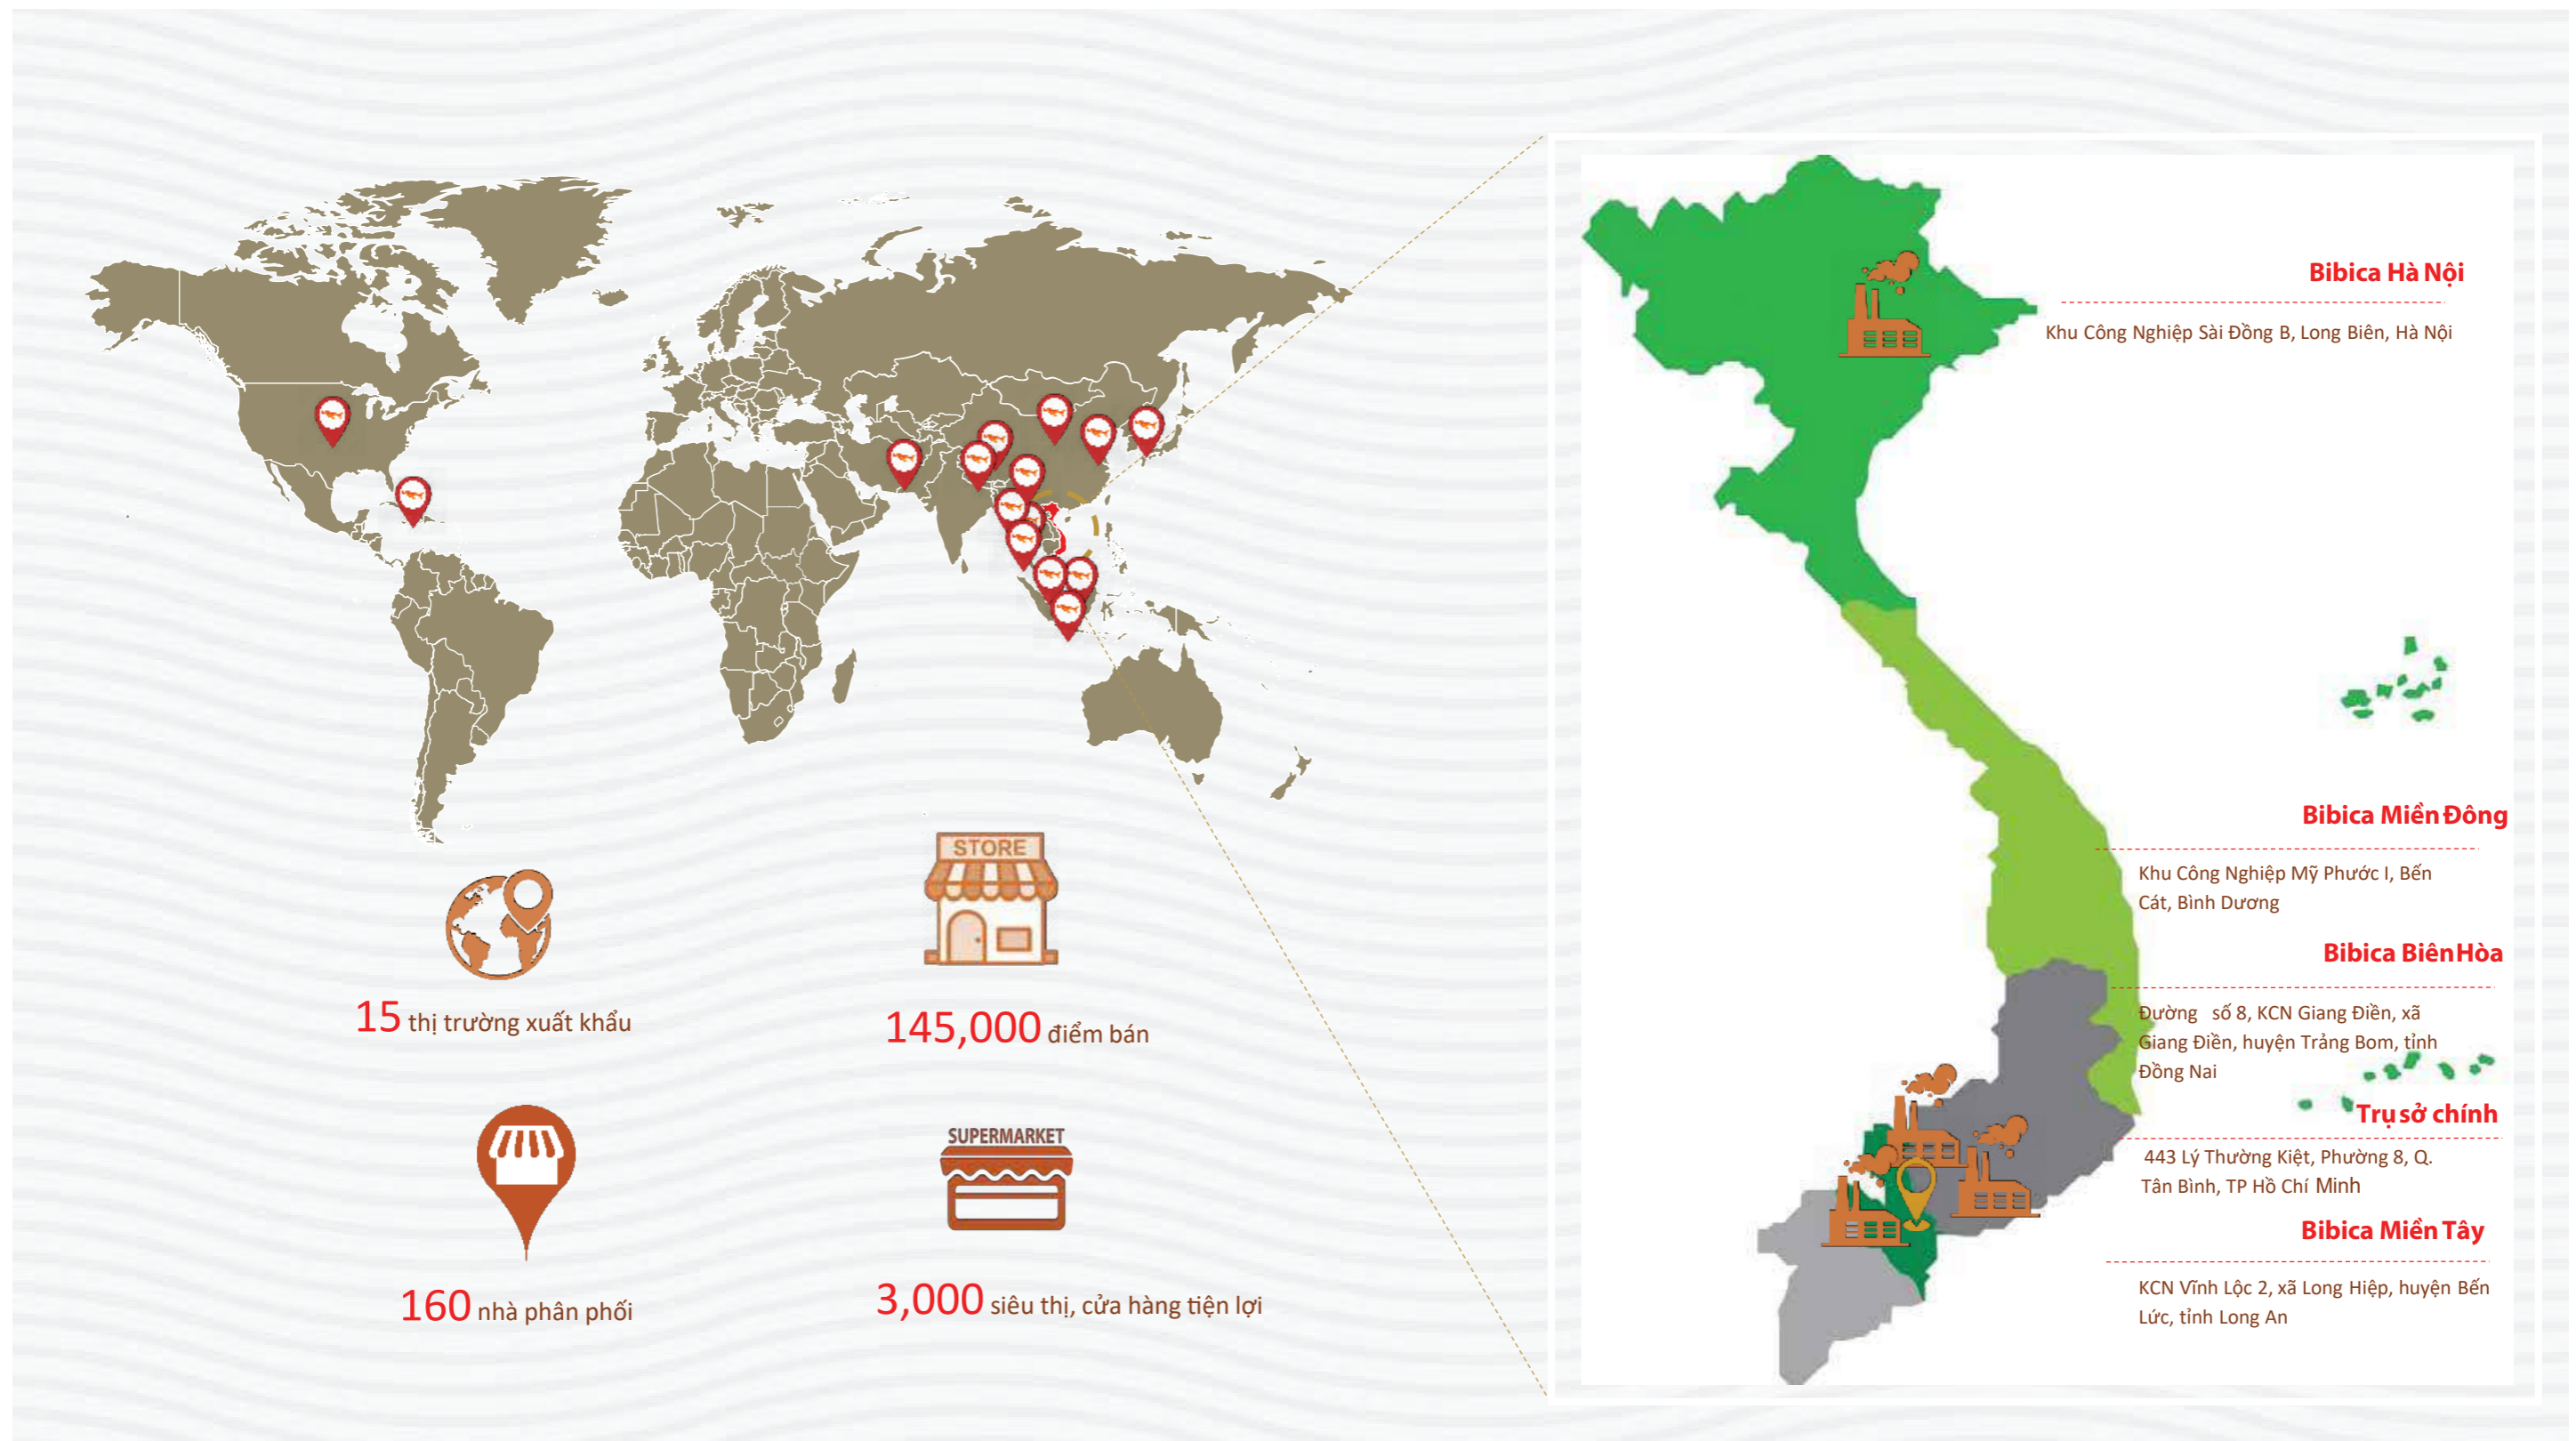 STORE
15 thị trường xuất khẩu
145,000 điểm bán
SUPERMARKET
160 nhà phân phối
3,000 siêu thị, cửa hàng tiện lợi
Bibica Hà Nội
Khu Công Nghiệp Sài Đồng B, Long Biên, Hà Nội
Bibica Miền Đông
Khu Công Nghiệp Mỹ Phước I, Bến
Cát, Bình Dương
Bibica Biên Hòa
Đường số 8, KCN Giang Điền, xã
Giang Điền, huyện Trảng Bom, tỉnh
Đồng Nai
Trụ sở chính
443 Lý Thường Kiệt, Phường 8, Q.
Tân Bình, TP Hồ Chí Minh
Bibica Miền Tây
KCN Vĩnh Lộc 2, xã Long Hiệp, huyện Bến
Lức, tỉnh Long An